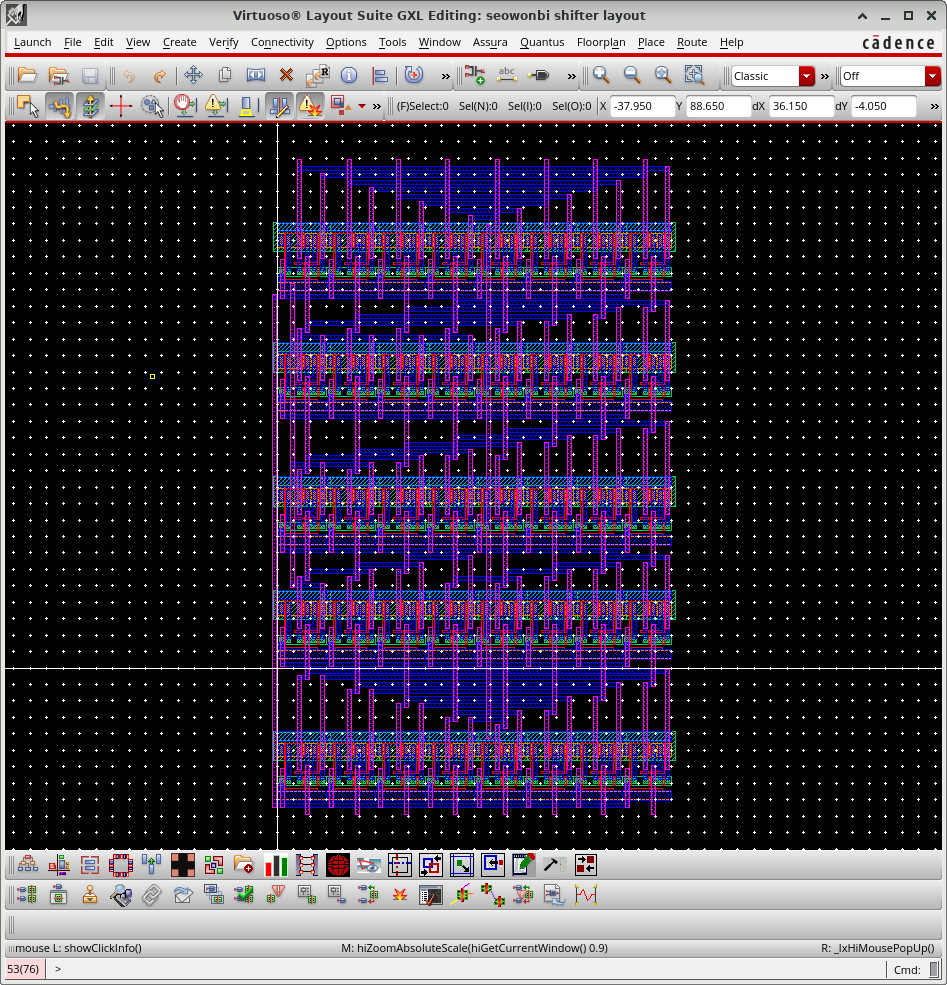 Virtuoso® Layout Suite GXL Editing: seowonbi shifter layout
Launch File Edit View Create Verify Connectivity Options Tools Window Assura Quantus Floorplan Place Route Help cādence
R abc Classic Off
(F)Select:0 Sel(N):0 Sel(I):0 Sel(O):0 X -37.950 Y 88.650 dX 36.150 dY -4.050
mouse L: showClickInfo() M: hiZoomAbsoluteScale(hiGetCurrentWindow() 0.9) R: _lxHiMousePopUp()
53(76) > Cmd: